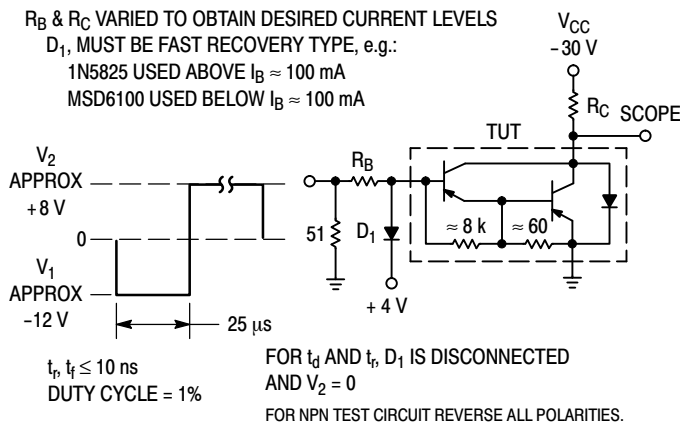 R_B & R_C VARIED TO OBTAIN DESIRED CURRENT LEVELS
D_1, MUST BE FAST RECOVERY TYPE, e.g.:
1N5825 USED ABOVE I_B ≈ 100 mA
MSD6100 USED BELOW I_B ≈ 100 mA
V_CC
- 30 V
R_C
SCOPE
TUT
V_2
APPROX
+8 V
0
V_1
APPROX
-12 V
R_B
51
D_1
≈ 8 k
≈ 60
+ 4 V
25 μs
t_r, t_f ≤ 10 ns
DUTY CYCLE = 1%
FOR t_d AND t_r, D_1 IS DISCONNECTED
AND V_2 = 0
FOR NPN TEST CIRCUIT REVERSE ALL POLARITIES.